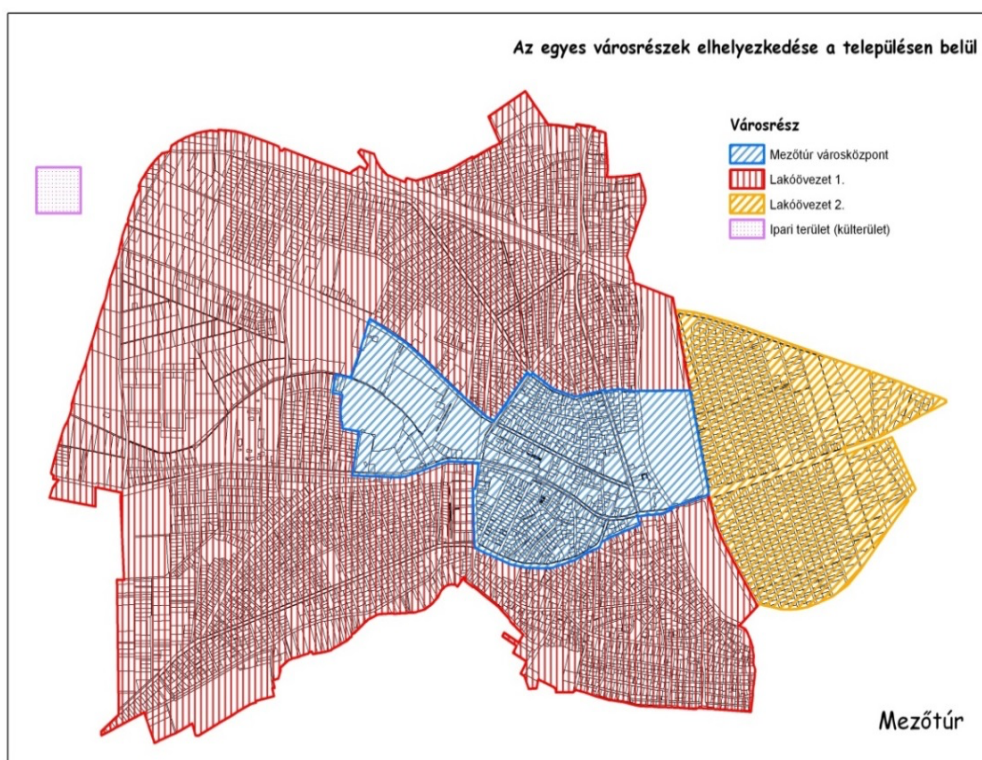 Az egyes városrészek elhelyezkedése a településen belül
Városrész
Mezőtúr városközpont
Lakóövezet 1.
Lakóövezet 2.
Ipari terület (külterület)
Mezőtúr